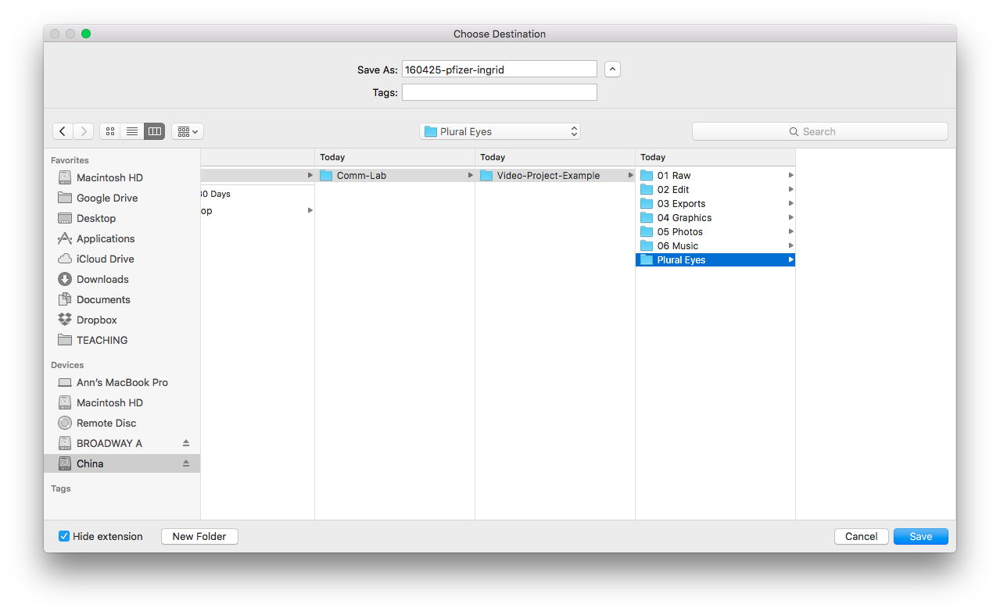 Choose Destination
Save As: 160425-pfizer-ingrid
Tags:
Plural Eyes
Search
Favorites
Macintosh HD
Google Drive
Desktop
Applications
iCloud Drive
Downloads
Documents
Dropbox
TEACHING
Devices
Ann’s MacBook Pro
Macintosh HD
Remote Disc
BROADWAY A
China
Tags
30 Days
op
Today
Comm-Lab
Today
Video-Project-Example
Today
01 Raw
02 Edit
03 Exports
04 Graphics
05 Photos
06 Music
Plural Eyes
Hide extension
New Folder
Cancel
Save